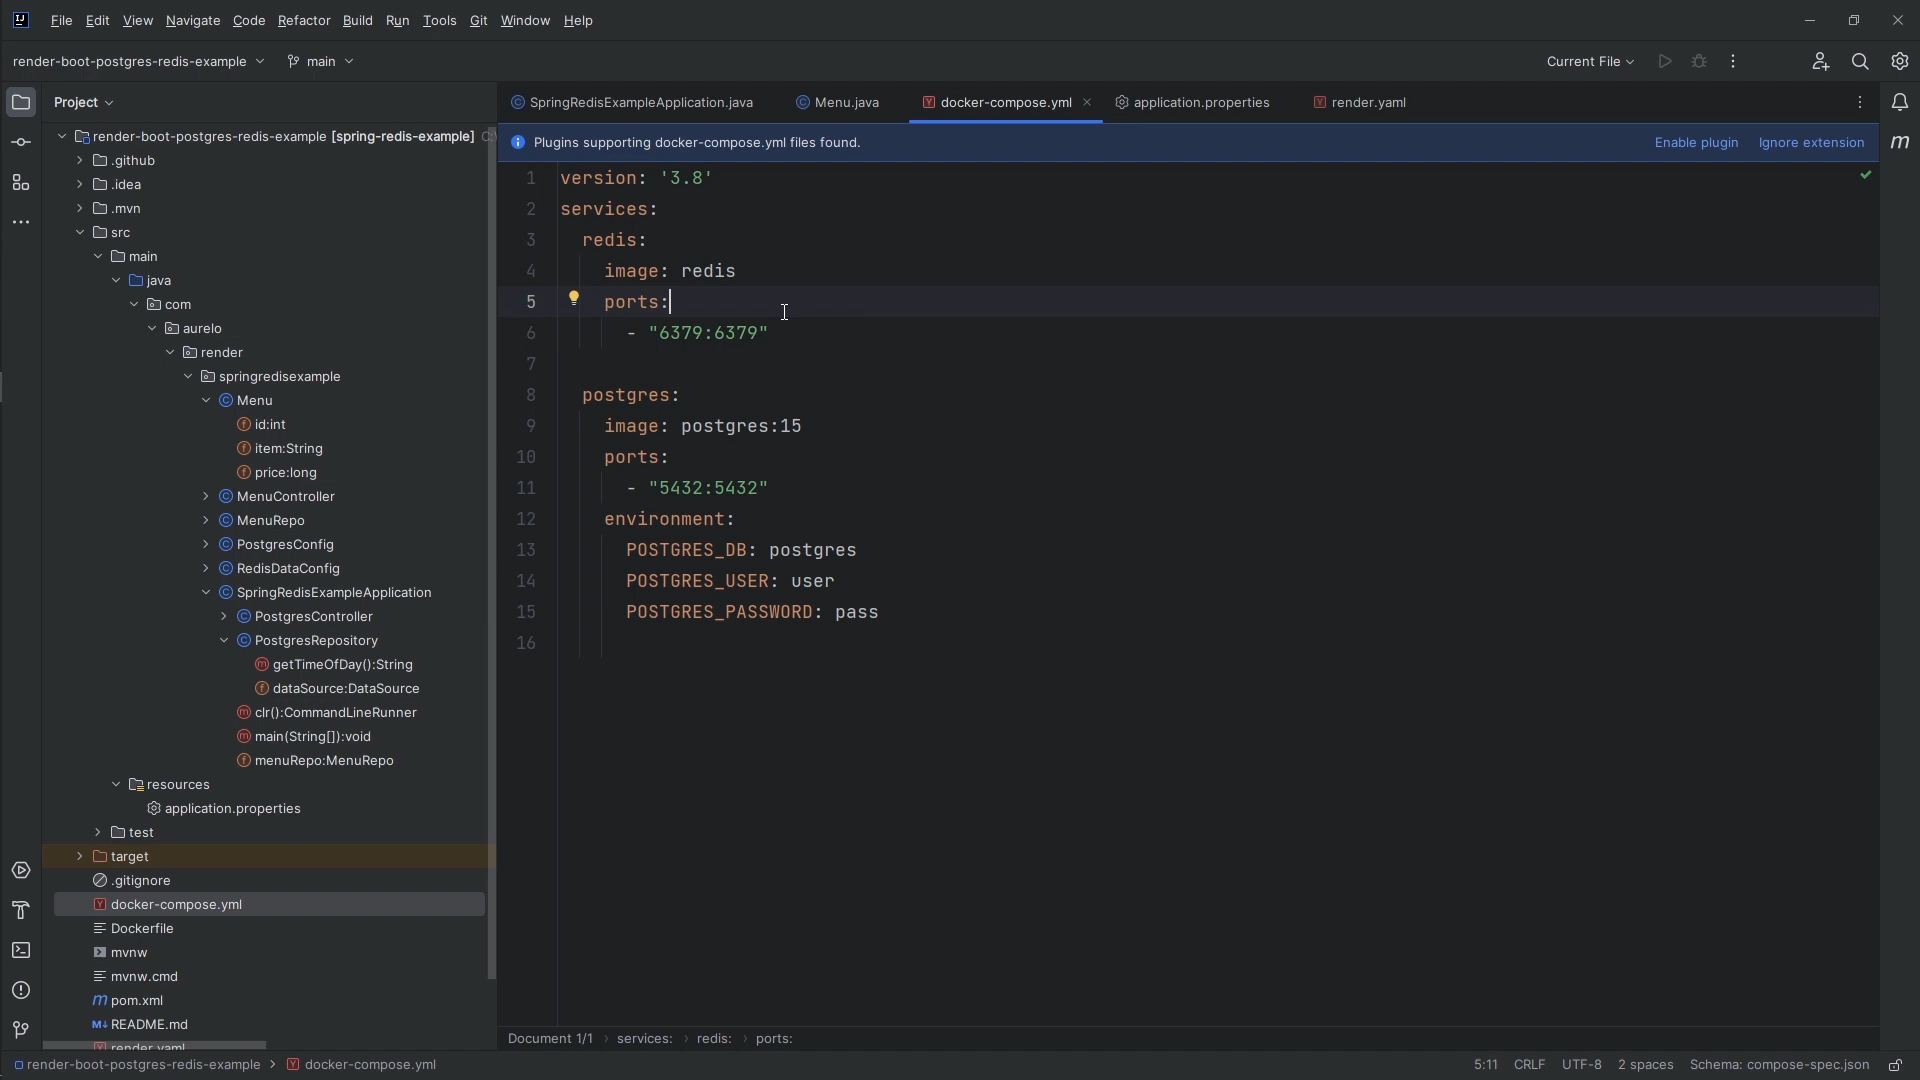 File Edit View Navigate Code Refactor Build Run Tools Git Window Help
render-boot-postgres-redis-example main Current File
Project
SpringRedisExampleApplication.java Menu.java docker-compose.yml application.properties render.yaml
Plugins supporting docker-compose.yml files found. Enable plugin Ignore extension
render-boot-postgres-redis-example [spring-redis-example]
.github
.idea
.mvn
src
main
java
com
aurelo
render
springredisexample
Menu
id:int
item:String
price:long
MenuController
MenuRepo
PostgresConfig
RedisDataConfig
SpringRedisExampleApplication
PostgresController
PostgresRepository
getTimeOfDay():String
dataSource:DataSource
clr():CommandLineRunner
main(String[]):void
menuRepo:MenuRepo
resources
application.properties
test
target
.gitignore
docker-compose.yml
Dockerfile
mvnw
mvnw.cmd
pom.xml
README.md
render.yaml
1 version: '3.8'
2 services:
3 redis:
4 image: redis
5 ports:
6 - "6379:6379"
7
8 postgres:
9 image: postgres:15
10 ports:
11 - "5432:5432"
12 environment:
13 POSTGRES_DB: postgres
14 POSTGRES_USER: user
15 POSTGRES_PASSWORD: pass
16
Document 1/1 › services: › redis: › ports:
render-boot-postgres-redis-example › docker-compose.yml 5:11 CRLF UTF-8 2 spaces Schema: compose-spec.json